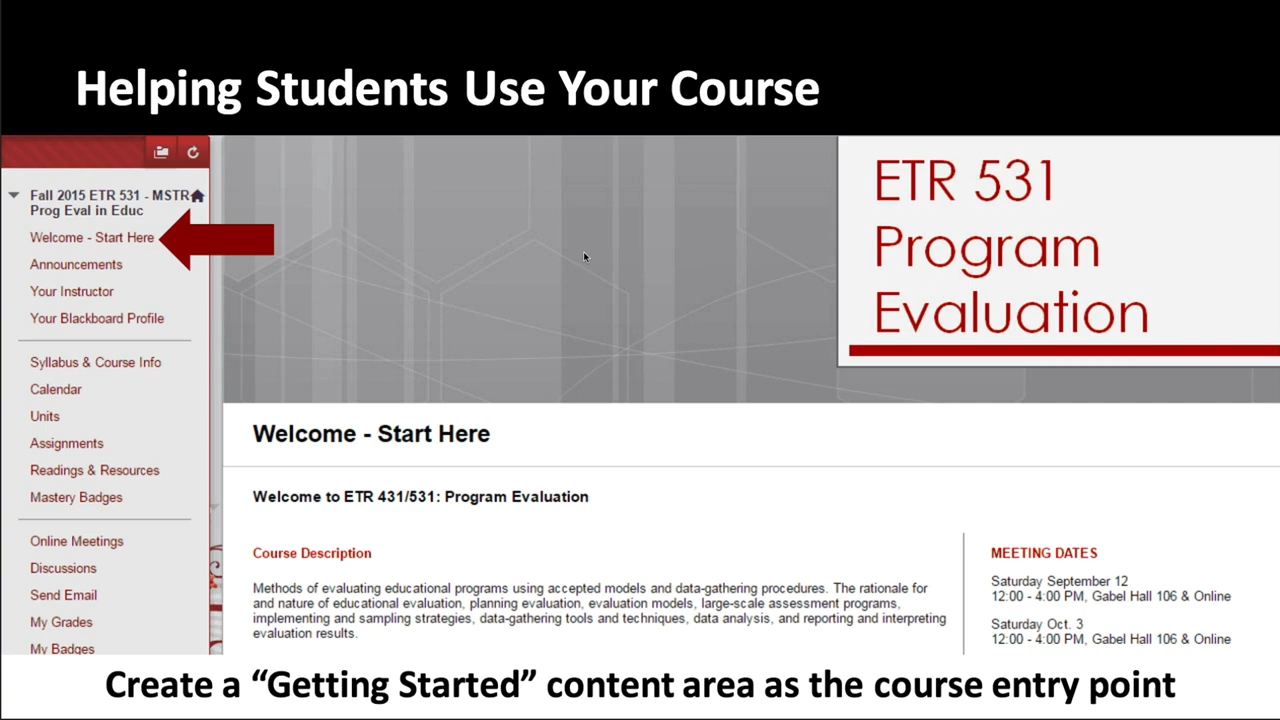 Helping Students Use Your Course
Fall 2015 ETR 531 - MSTR
Prog Eval in Educ
Welcome - Start Here
Announcements
Your Instructor
Your Blackboard Profile
Syllabus & Course Info
Calendar
Units
Assignments
Readings & Resources
Mastery Badges
Online Meetings
Discussions
Send Email
My Grades
My Badges
ETR 531
Program
Evaluation
Welcome - Start Here
Welcome to ETR 431/531: Program Evaluation
Course Description
Methods of evaluating educational programs using accepted models and data-gathering procedures. The rationale for
and nature of educational evaluation, planning evaluation, evaluation models, large-scale assessment programs,
implementing and sampling strategies, data-gathering tools and techniques, data analysis, and reporting and interpreting
evaluation results.
MEETING DATES
Saturday September 12
12:00 - 4:00 PM, Gabel Hall 106 & Online
Saturday Oct. 3
12:00 - 4:00 PM, Gabel Hall 106 & Online
Create a “Getting Started” content area as the course entry point